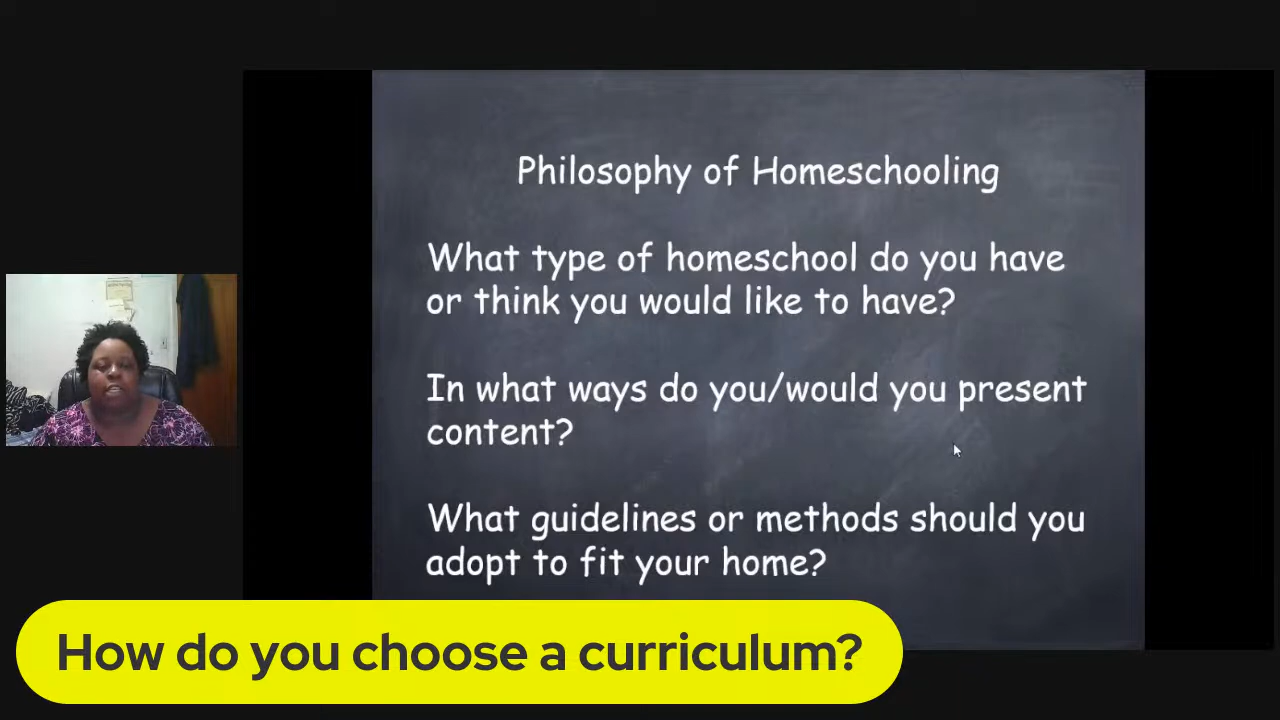 Philosophy of Homeschooling
What type of homeschool do you have
or think you would like to have?
In what ways do you/would you present
content?
What guidelines or methods should you
adopt to fit your home?
How do you choose a curriculum?